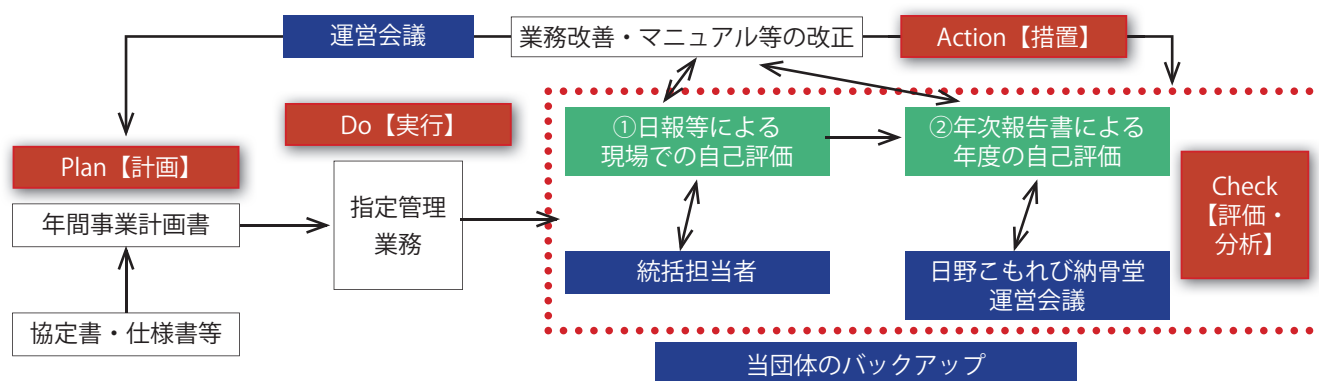 運営会議
業務改善・マニュアル等の改正
Action【措置】
Do【実行】
①日報等による
現場での自己評価
②年次報告書による
年度の自己評価
Plan【計画】
Check
【評価・
分析】
年間事業計画書
指定管理
業務
統括担当者
日野こもれび納骨堂
運営会議
協定書・仕様書等
当団体のバックアップ